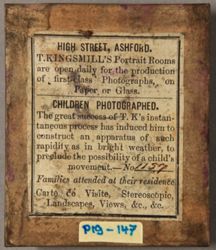 HIGH STREET, ASHFORD.
T. KINGSMILL'S Portrait Rooms
are open daily for the production
of first-class Photographs, on
Paper or Glass.
CHILDREN PHOTOGRAPHED.
The great success of T. K's instan-
taneous process has induced him to
construct an apparatus of such
rapidity as in bright weather, to
preclude the possibility of a child's
movement.—No
Families attended at their residence
Carte de Visite, Stereoscopic,
Landscapes, Views, &c., &c.
P19-147